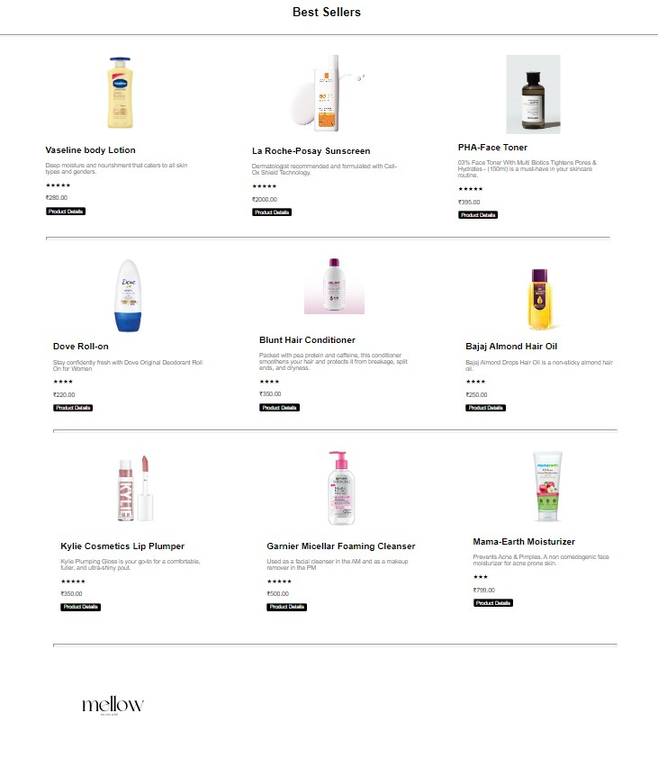 Best Sellers
Vaseline body Lotion
Deep moisture and nourishment that caters to all skin
types and genders.
★★★★★
₹280.00
Product Details
La Roche-Posay Sunscreen
Dermatologist recommended and formulated with Cell-
Ox Shield Technology.
★★★★★
₹2000.00
Product Details
PHA-Face Toner
03% Face Toner With Multi Biotics Tightens Pores &
Hydrates - (150ml) is a must-have in your skincare
routine.
★★★★★
₹395.00
Product Details
Dove
Dove Roll-on
Stay confidently fresh with Dove Original Deodorant Roll
On for Women
★★★★
₹220.00
Product Details
Blunt Hair Conditioner
Packed with pea protein and caffeine, this conditioner
smoothens your hair and protects it from breakage, split
ends, and dryness.
★★★★
₹350.00
Product Details
Bajaj Almond Hair Oil
Bajaj Almond Drops Hair Oil is a non-sticky almond hair
oil.
★★★★
₹250.00
Product Details
KYLIE
Kylie Cosmetics Lip Plumper
Kylie Plumping Gloss is your go-to for a comfortable,
fuller, and ultra-shiny pout.
★★★★★
₹350.00
Product Details
Garnier Micellar Foaming Cleanser
Used as a facial cleanser in the AM and as a makeup
remover in the PM
★★★★★
₹500.00
Product Details
mamaearth
Mama-Earth Moisturizer
Prevents Acne & Pimples. A non comedogenic face
moisturizer for acne prone skin.
★★★
₹799.00
Product Details
mellow